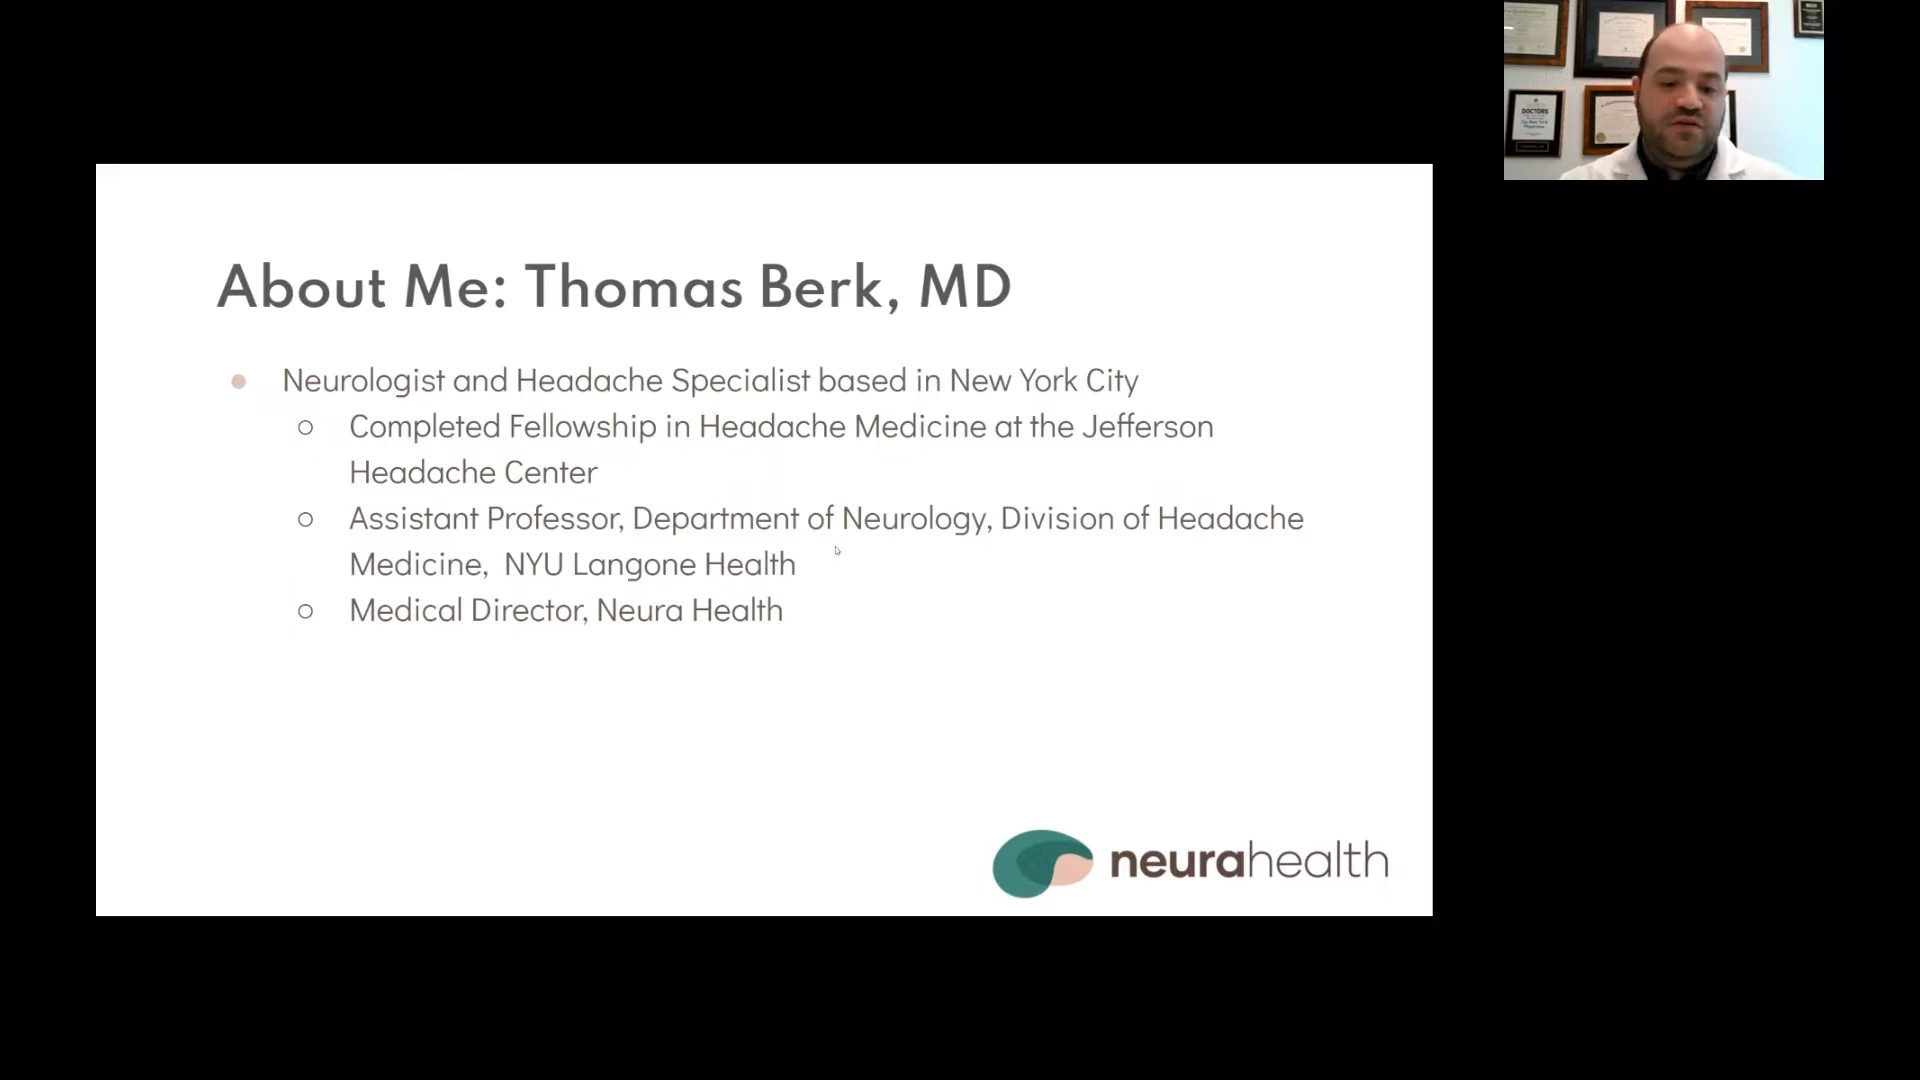 About Me: Thomas Berk, MD
Neurologist and Headache Specialist based in New York City
Completed Fellowship in Headache Medicine at the Jefferson
Headache Center
Assistant Professor, Department of Neurology, Division of Headache
Medicine, NYU Langone Health
Medical Director, Neura Health
neurahealth
DOCTORS